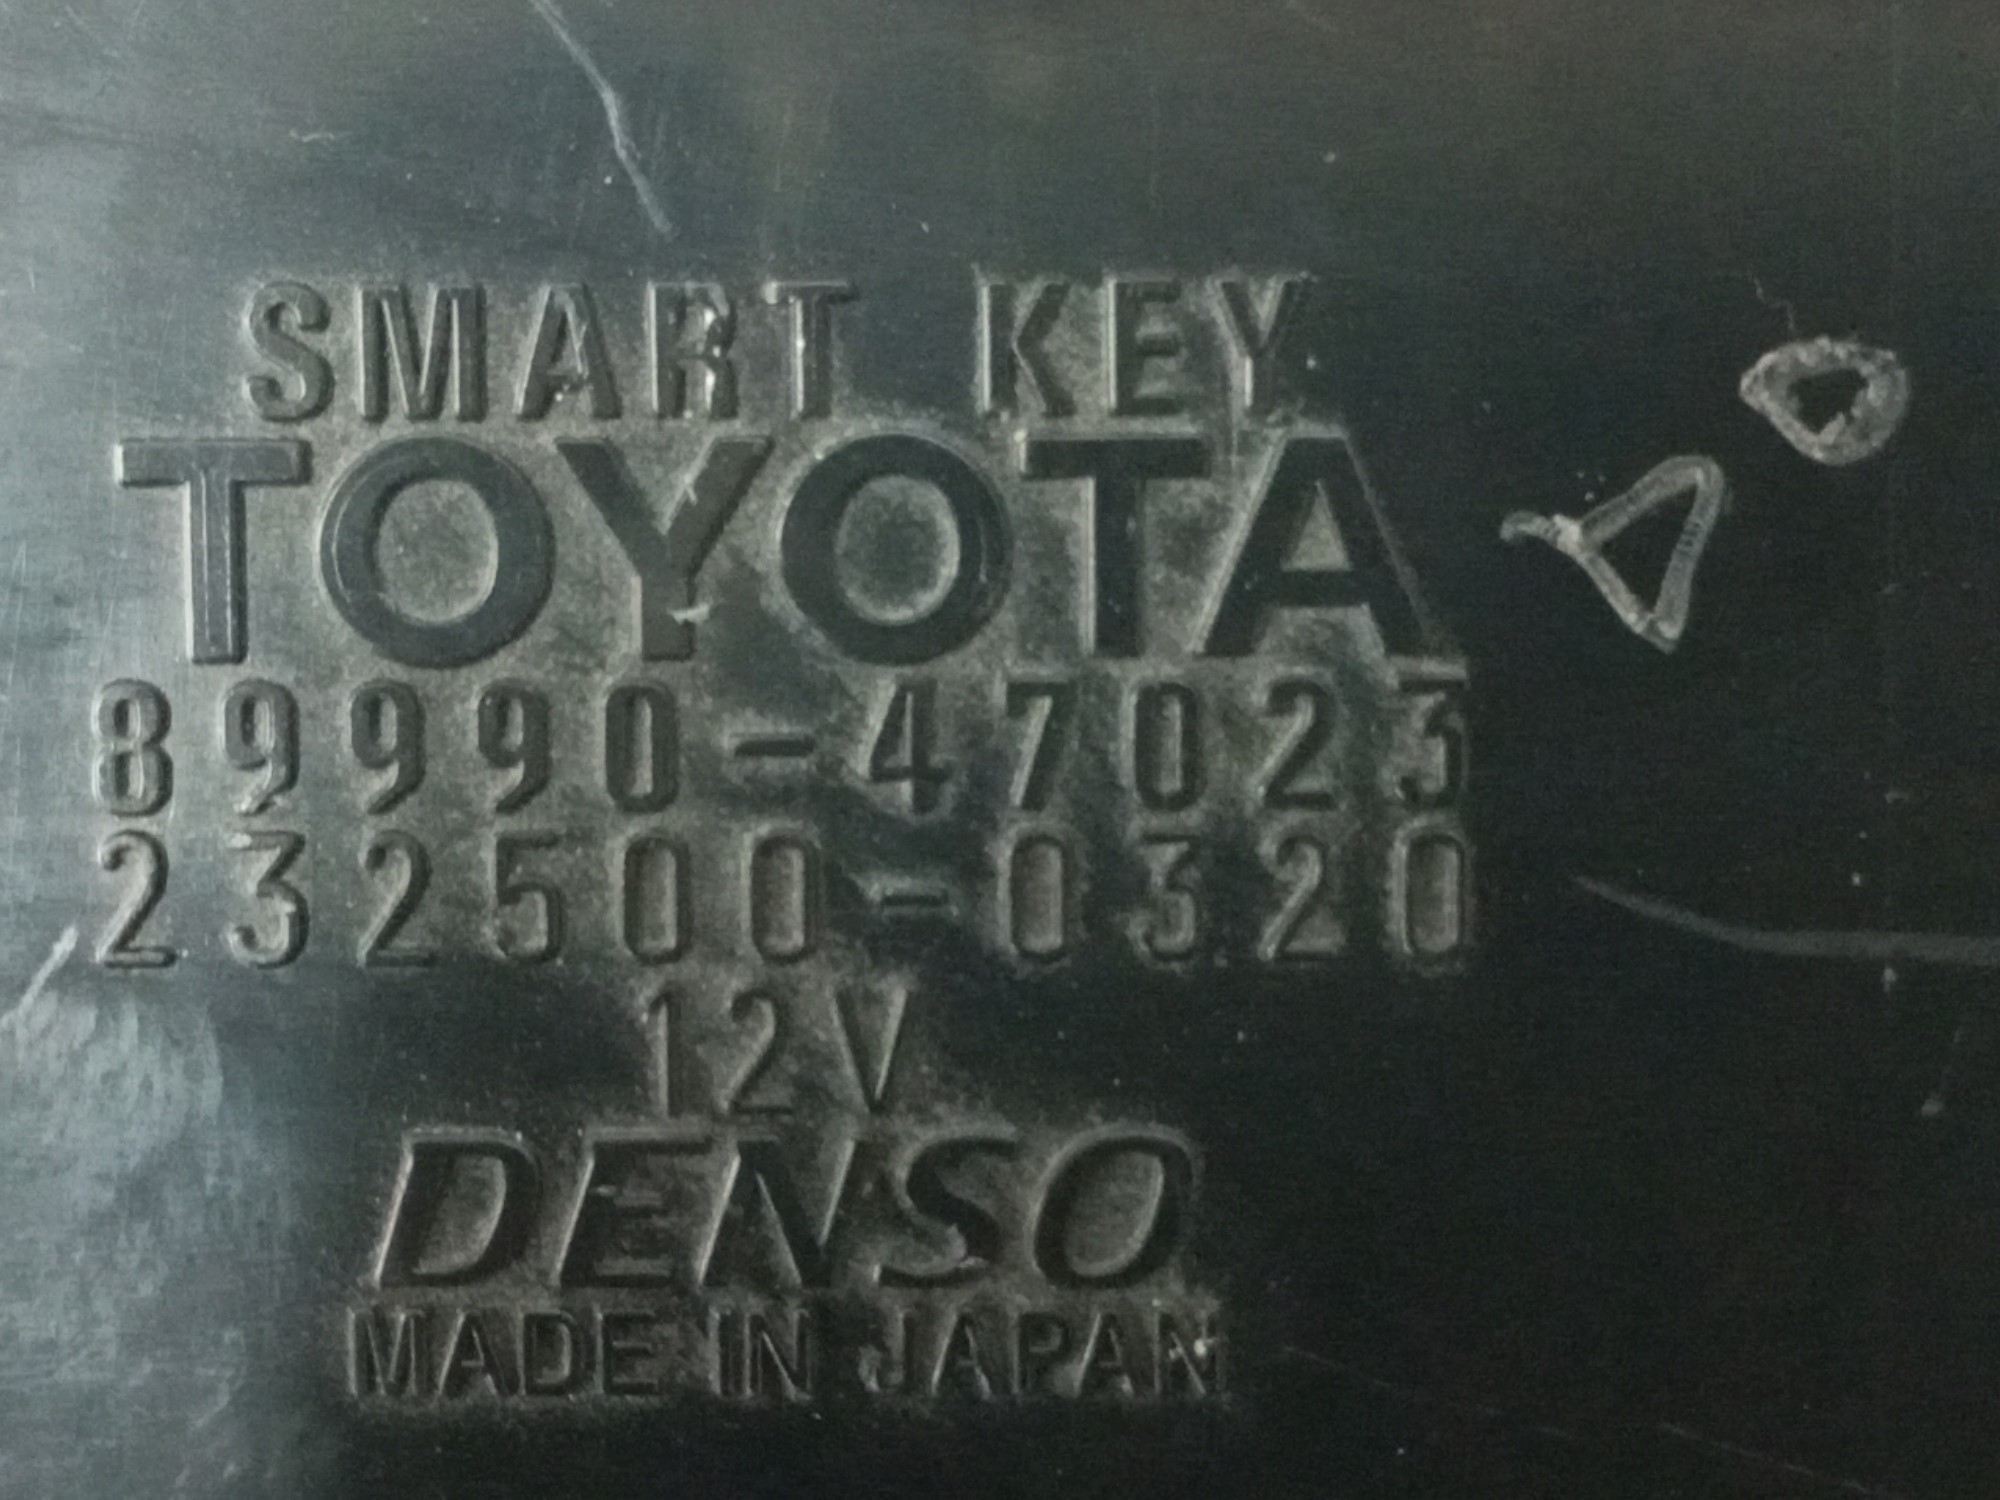 SMART KEY
TOYOTA
89990-47023
232500-0320
12V
DENSO
MADE IN JAPAN